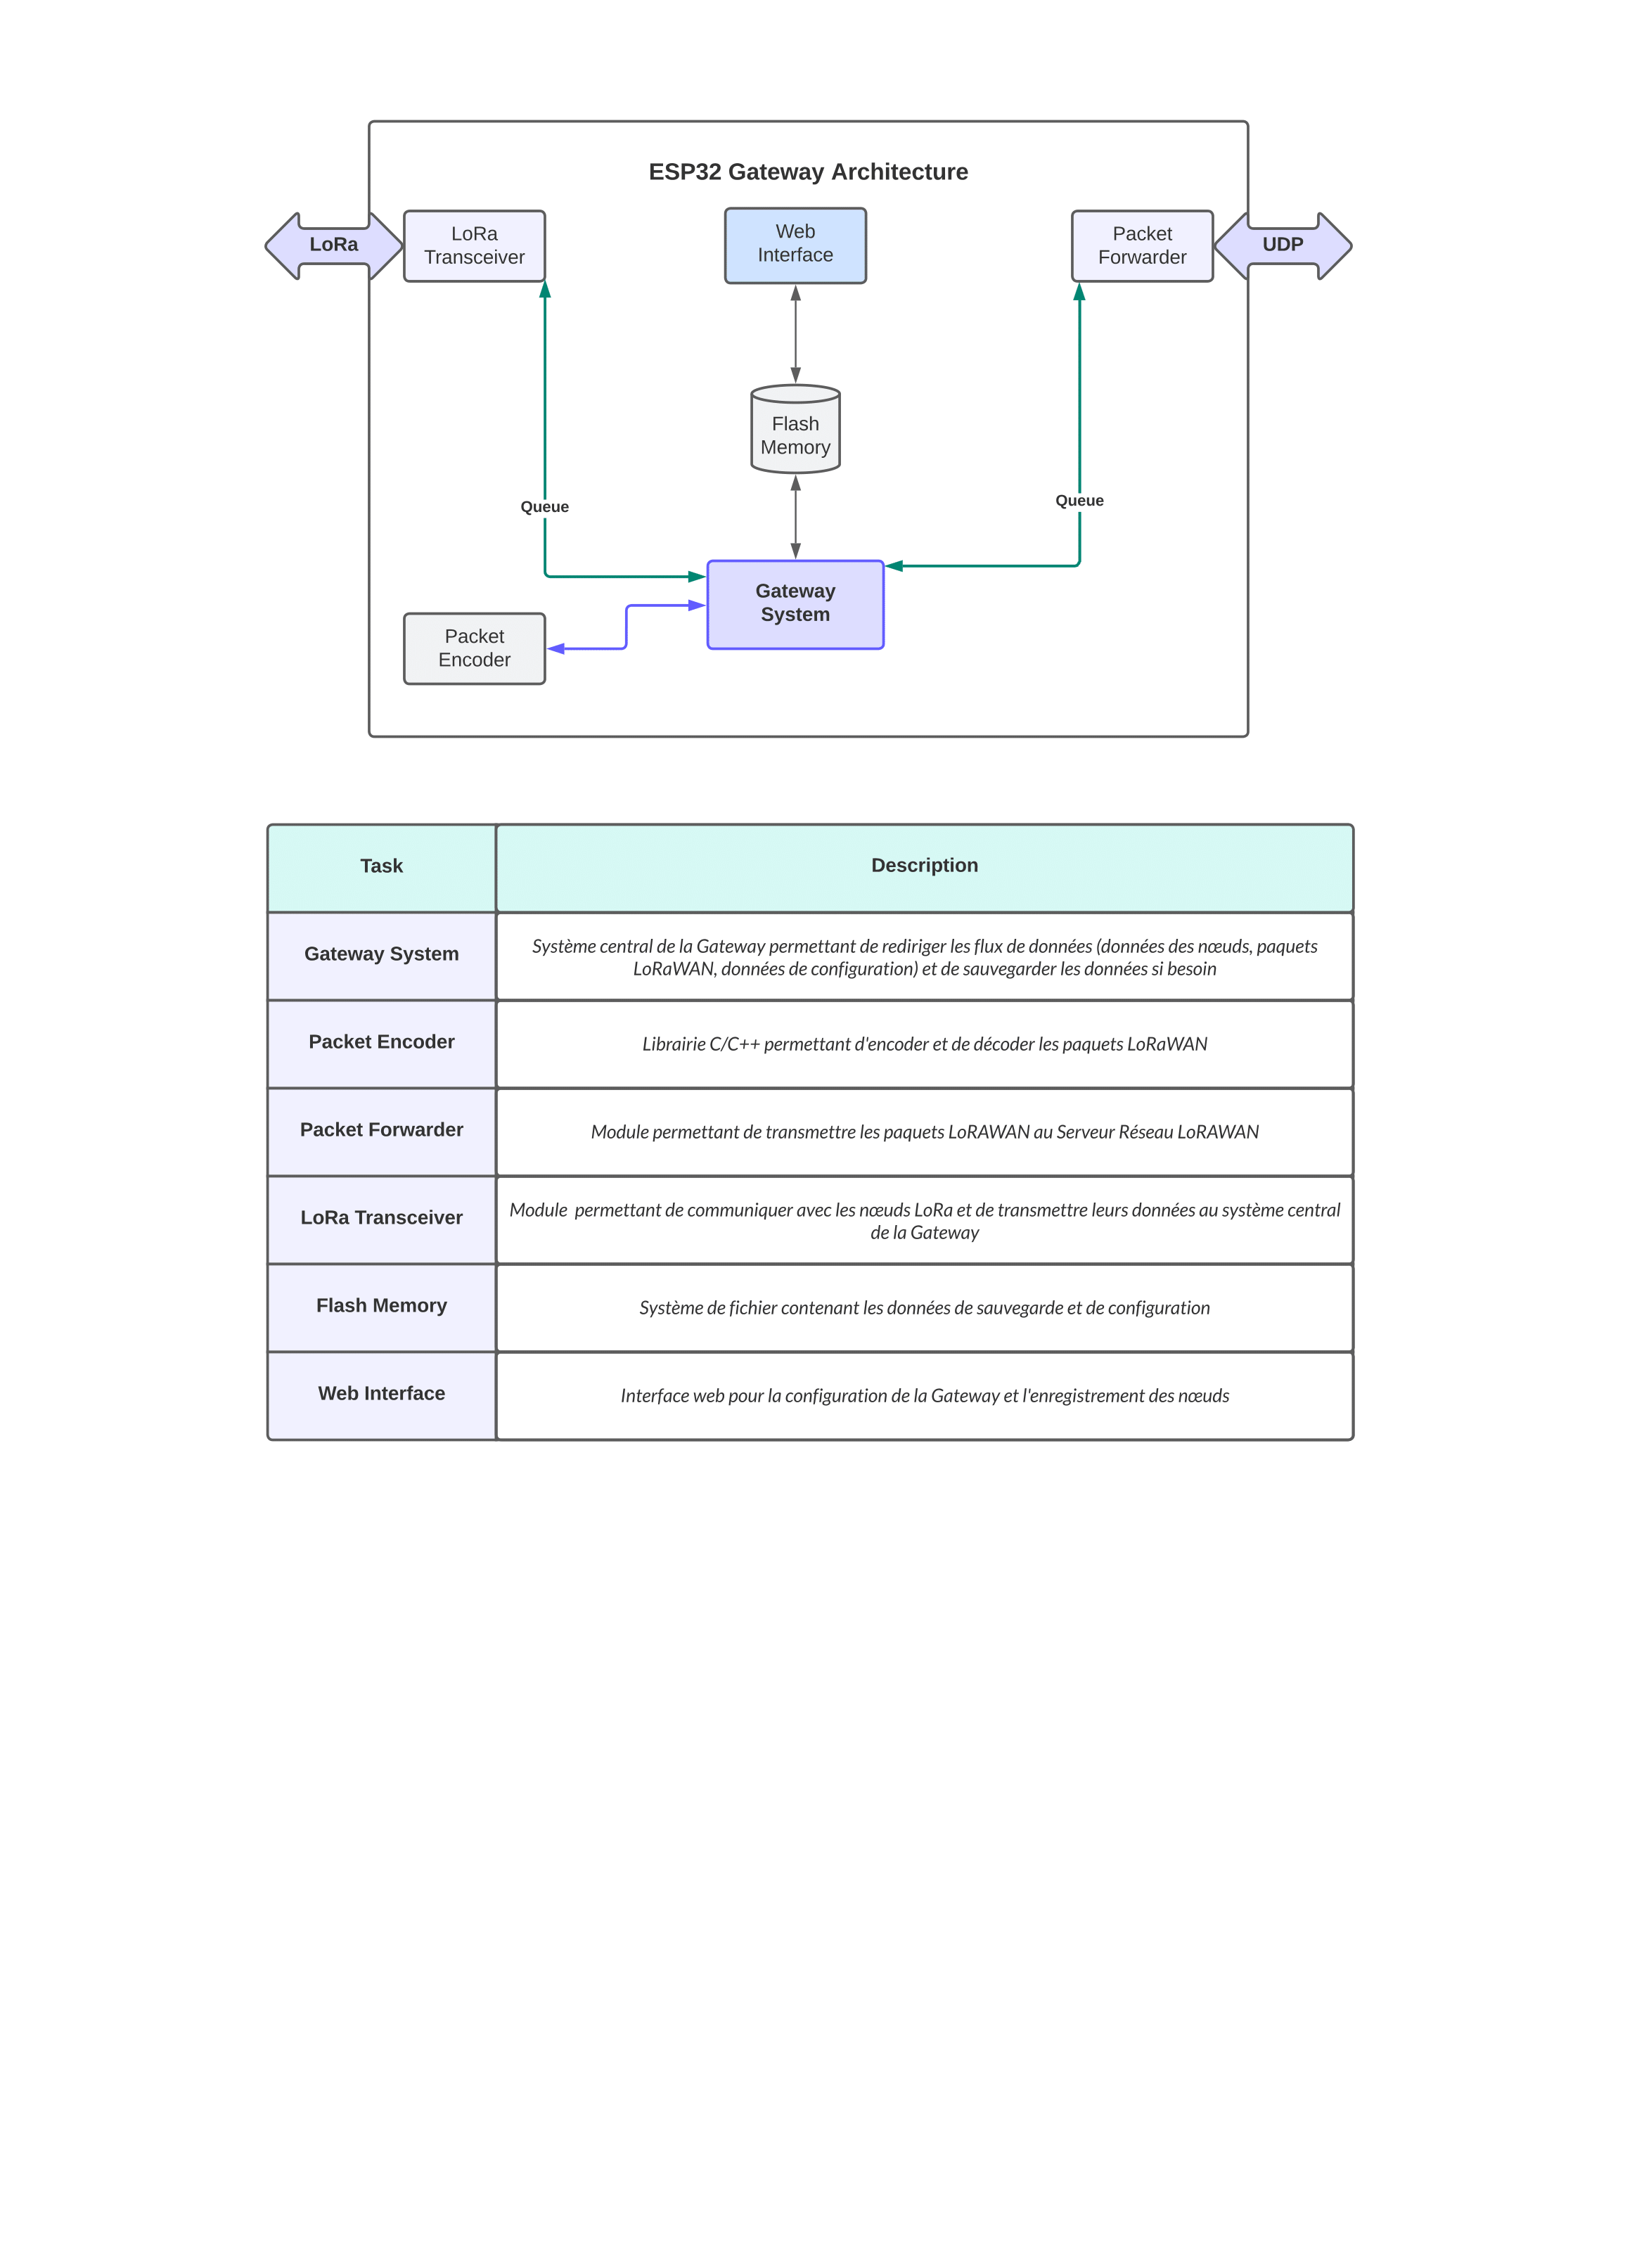 ESP32 Gateway Architecture
LoRa
LoRa
Transceiver
Web
Interface
Packet
Forwarder
UDP
Flash
Memory
Queue
Queue
Gateway
System
Packet
Encoder
Task
Description
Gateway System
Système central de la Gateway permettant de rediriger les flux de données (données des nœuds, paquets
LoRaWAN, données de configuration) et de sauvegarder les données si besoin
Packet Encoder
Librairie C/C++ permettant d'encoder et de décoder les paquets LoRaWAN
Packet Forwarder
Module permettant de transmettre les paquets LoRAWAN au Serveur Réseau LoRAWAN
LoRa Transceiver
Module  permettant de communiquer avec les nœuds LoRa et de transmettre leurs données au système central
de la Gateway
Flash Memory
Système de fichier contenant les données de sauvegarde et de configuration
Web Interface
Interface web pour la configuration de la Gateway et l'enregistrement des nœuds